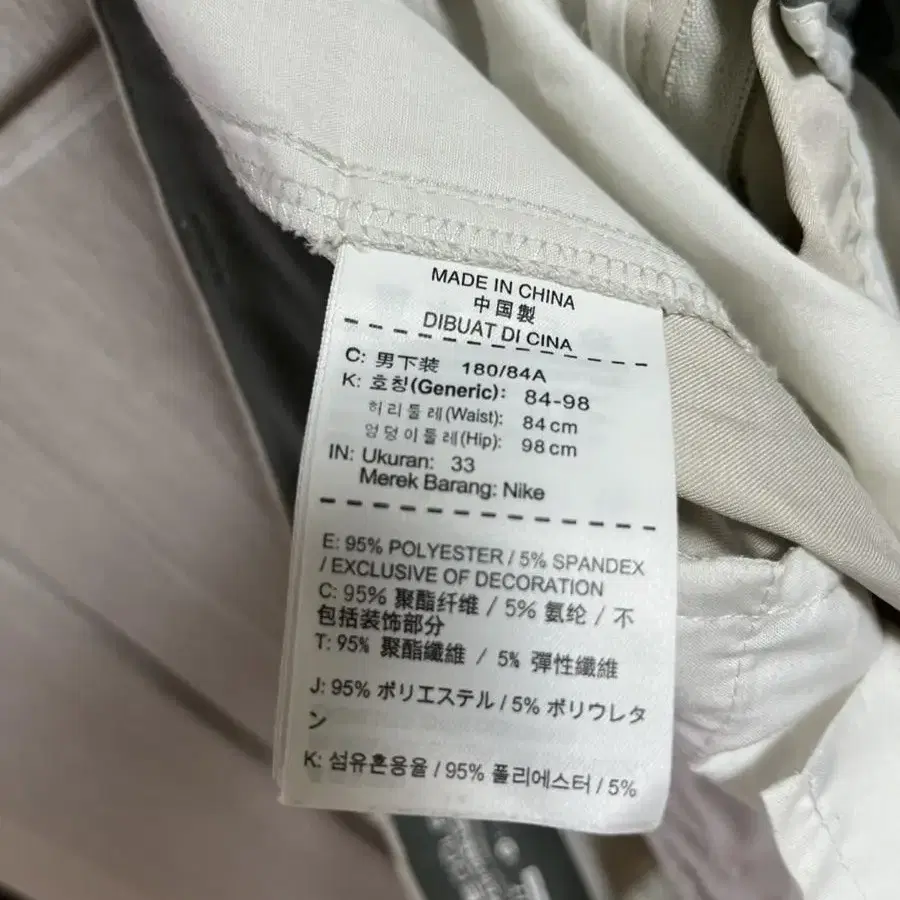 MADE IN CHINA
中国製
DIBUAT DI CINA
C: 男下装 180/84A
K: 호칭(Generic): 84-98
허리둘레(Waist): 84cm
엉덩이둘레(Hip): 98cm
IN: Ukuran: 33
Merek Barang: Nike
E: 95% POLYESTER / 5% SPANDEX
/ EXCLUSIVE OF DECORATION
C: 95% 聚酯纤维 / 5% 氨纶 / 不
包括装饰部分
T: 95% 聚酯纖維 / 5% 彈性纖維
J: 95% ポリエステル / 5% ポリウレタ
ン
K: 섬유혼용율 / 95% 폴리에스터 / 5%